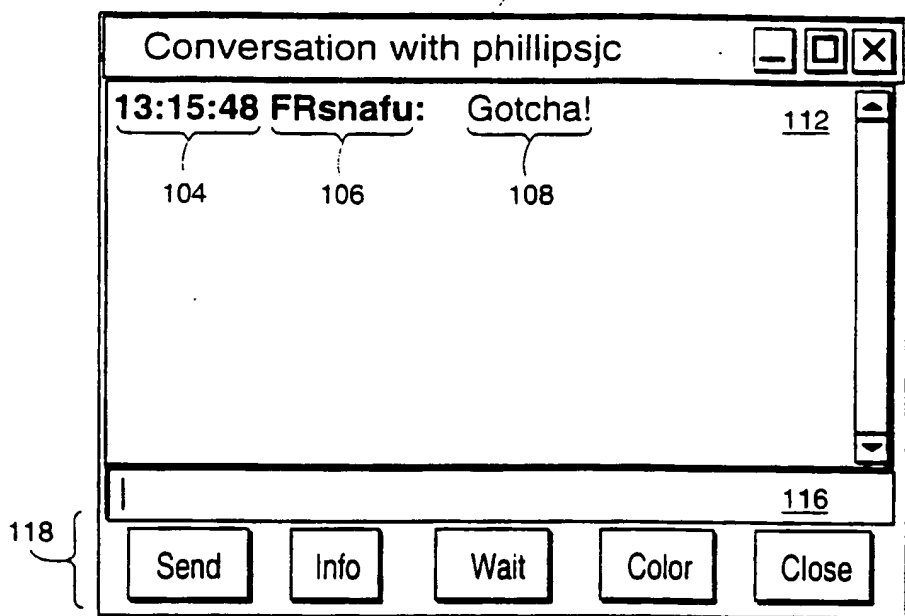 Conversation with phillipsjc
13:15:48 FRsnafu: Gotcha! 112
104 106 108
116
118
Send Info Wait Color Close